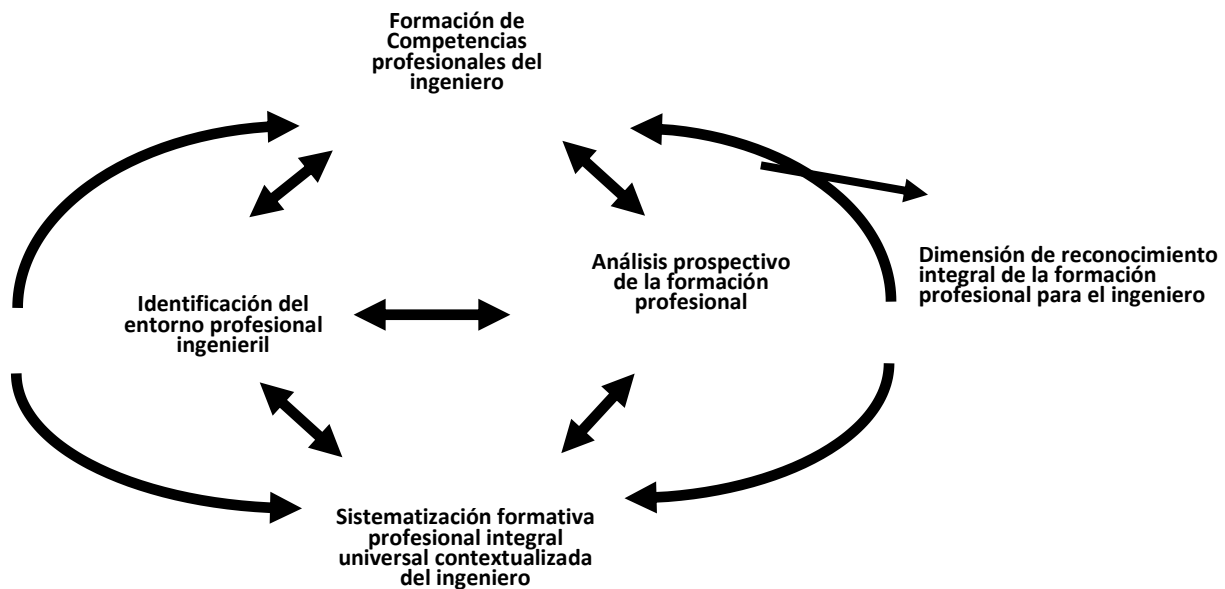 Formación de
Competencias
profesionales del
ingeniero
Análisis prospectivo
de la formación
profesional
Dimensión de reconocimiento
integral de la formación
profesional para el ingeniero
Identificación del
entorno profesional
ingenieril
Sistematización formativa
profesional integral
universal contextualizada
del ingeniero